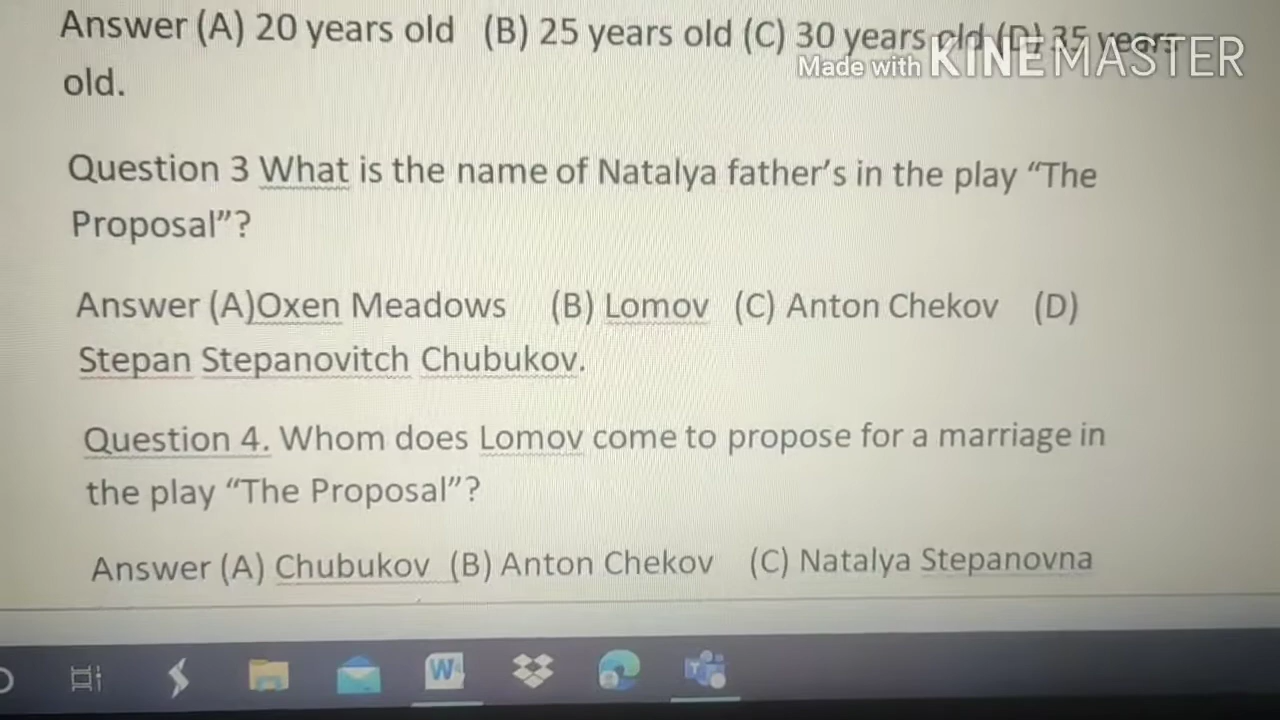 Answer (A) 20 years old (B) 25 years old (C) 30 years old (D) 35 years
Made with KINEMASTER
old.
Question 3 What is the name of Natalya father's in the play “The
Proposal”?
Answer (A)Oxen Meadows (B) Lomov (C) Anton Chekov (D)
Stepan Stepanovitch Chubukov.
Question 4. Whom does Lomov come to propose for a marriage in
the play “The Proposal”?
Answer (A) Chubukov (B) Anton Chekov (C) Natalya Stepanovna
W
T